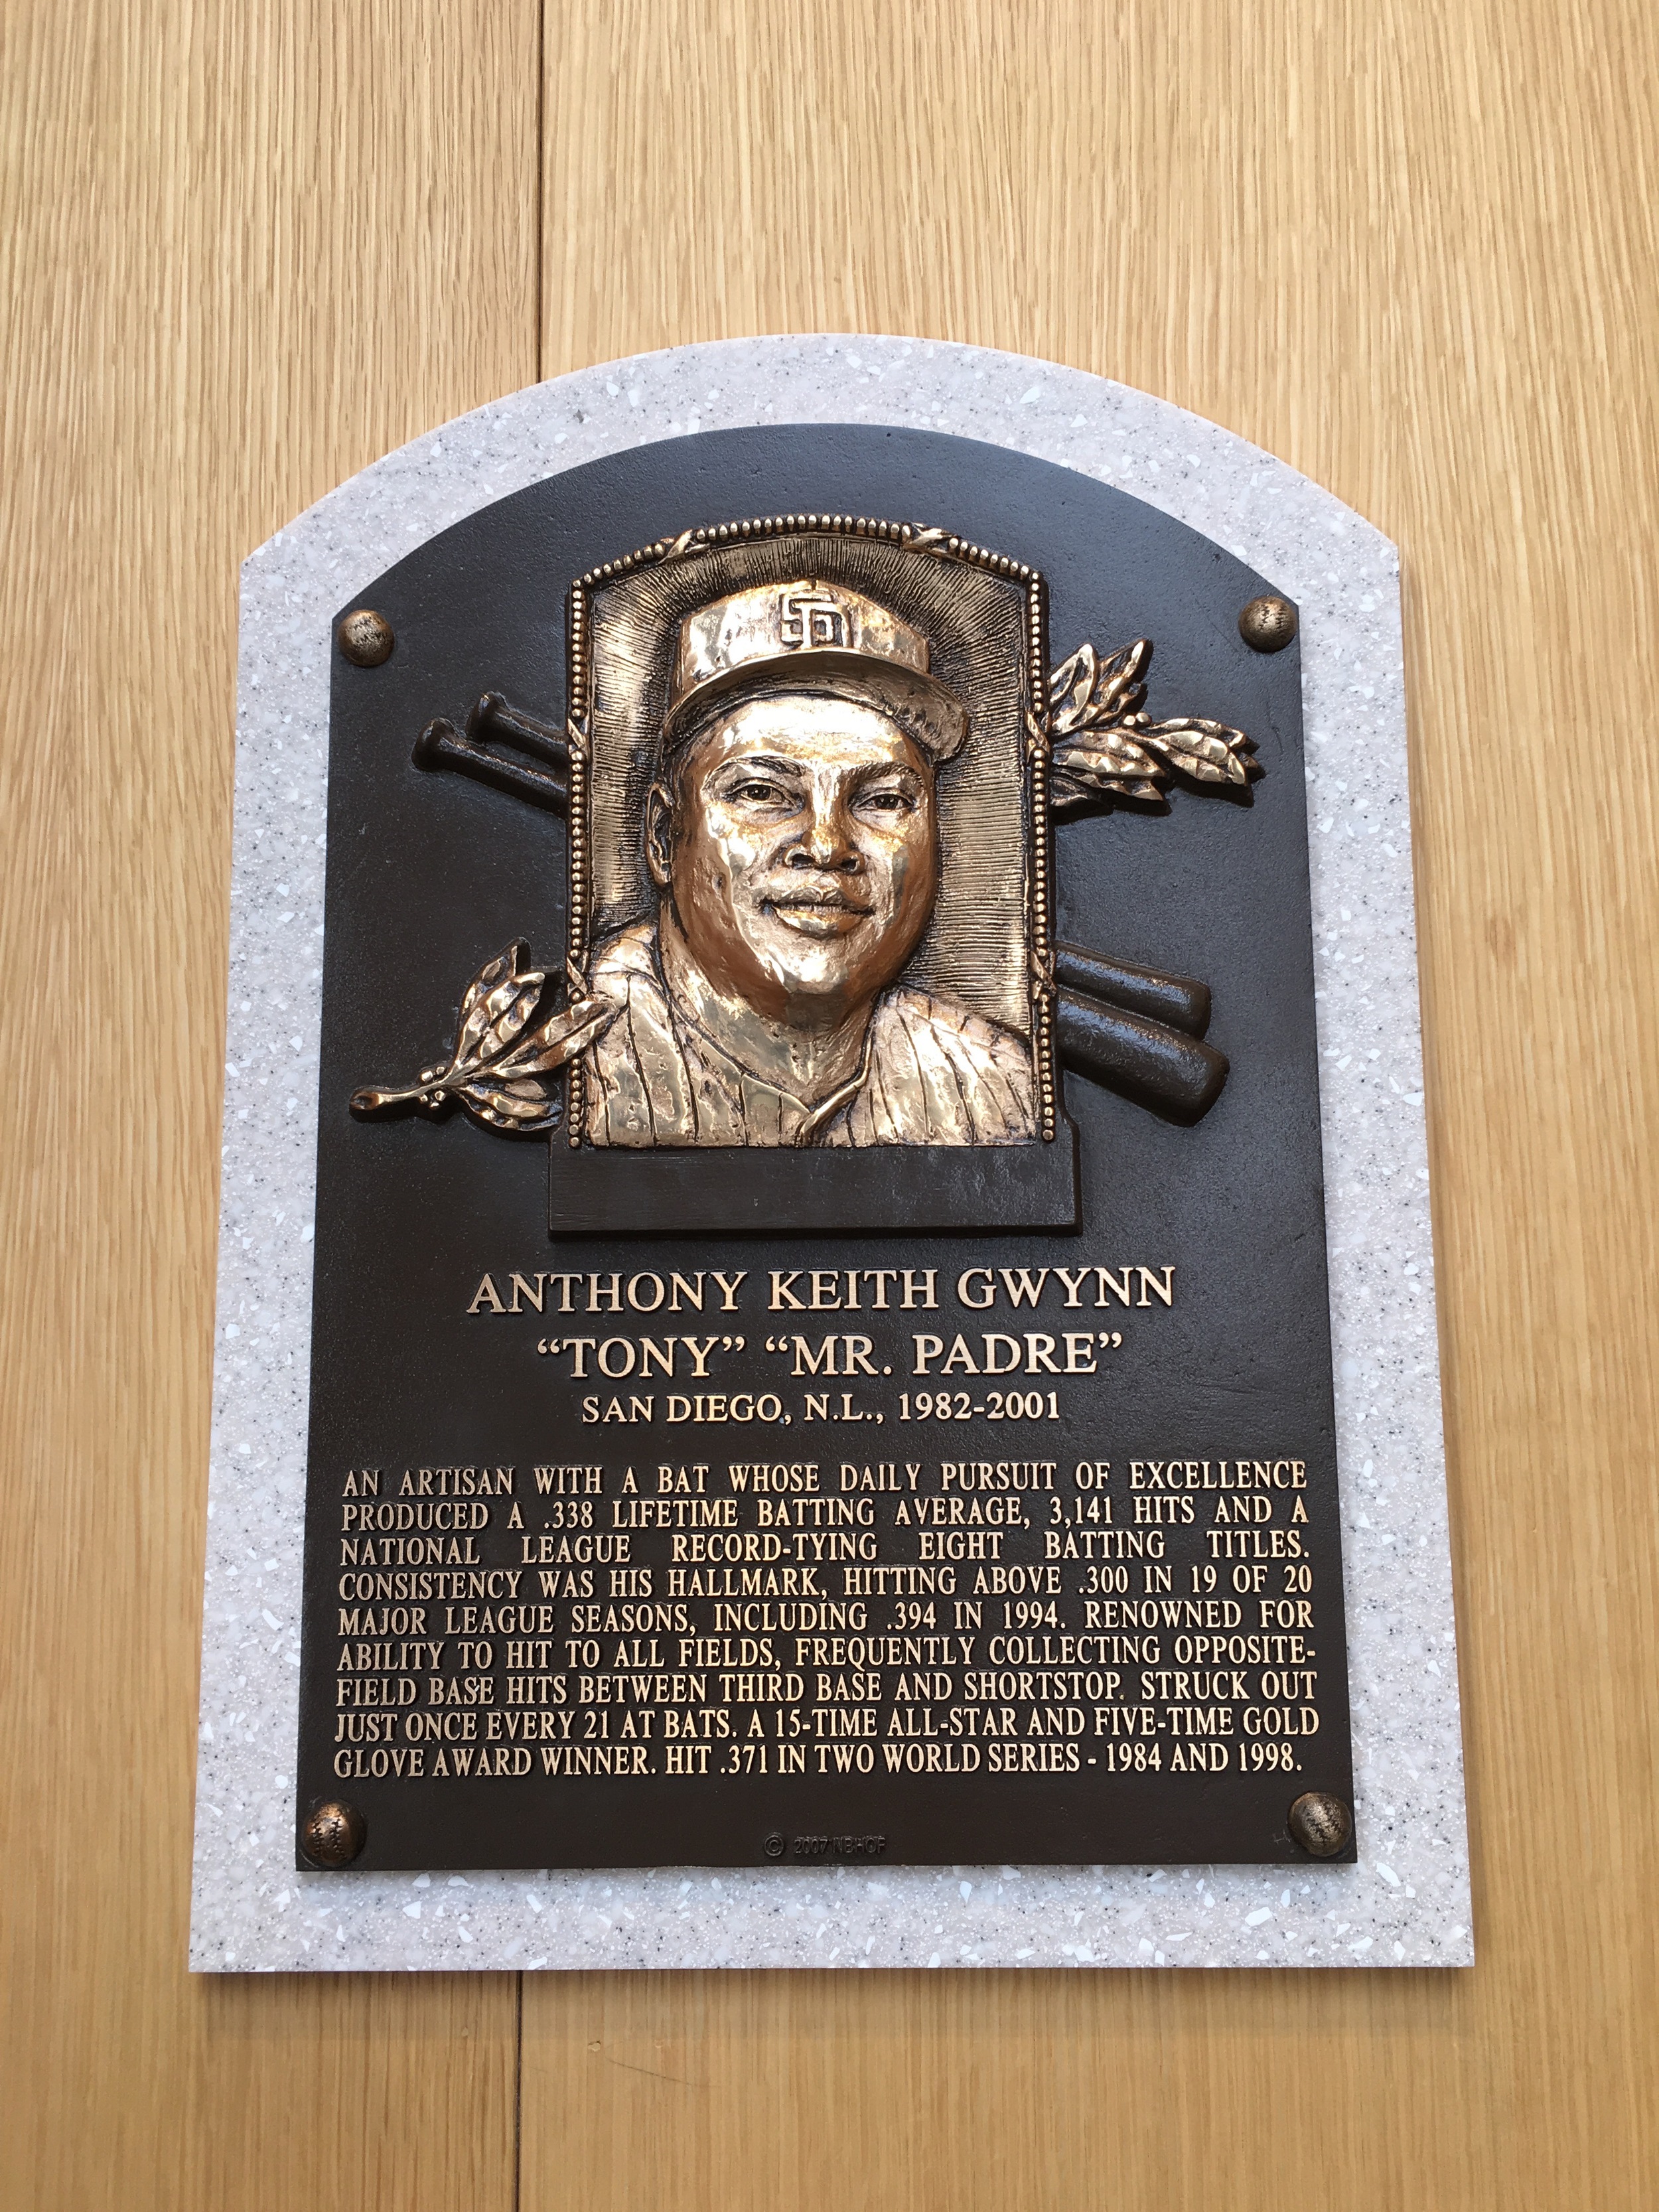 SD
ANTHONY KEITH GWYNN
“TONY” “MR. PADRE”
SAN DIEGO, N.L., 1982-2001
AN ARTISAN WITH A BAT WHOSE DAILY PURSUIT OF EXCELLENCE
PRODUCED A .338 LIFETIME BATTING AVERAGE, 3,141 HITS AND A
NATIONAL LEAGUE RECORD-TYING EIGHT BATTING TITLES.
CONSISTENCY WAS HIS HALLMARK, HITTING ABOVE .300 IN 19 OF 20
MAJOR LEAGUE SEASONS, INCLUDING .394 IN 1994. RENOWNED FOR
ABILITY TO HIT TO ALL FIELDS, FREQUENTLY COLLECTING OPPOSITE-
FIELD BASE HITS BETWEEN THIRD BASE AND SHORTSTOP. STRUCK OUT
JUST ONCE EVERY 21 AT BATS. A 15-TIME ALL-STAR AND FIVE-TIME GOLD
GLOVE AWARD WINNER. HIT .371 IN TWO WORLD SERIES - 1984 AND 1998.
© 2007 NBHOF